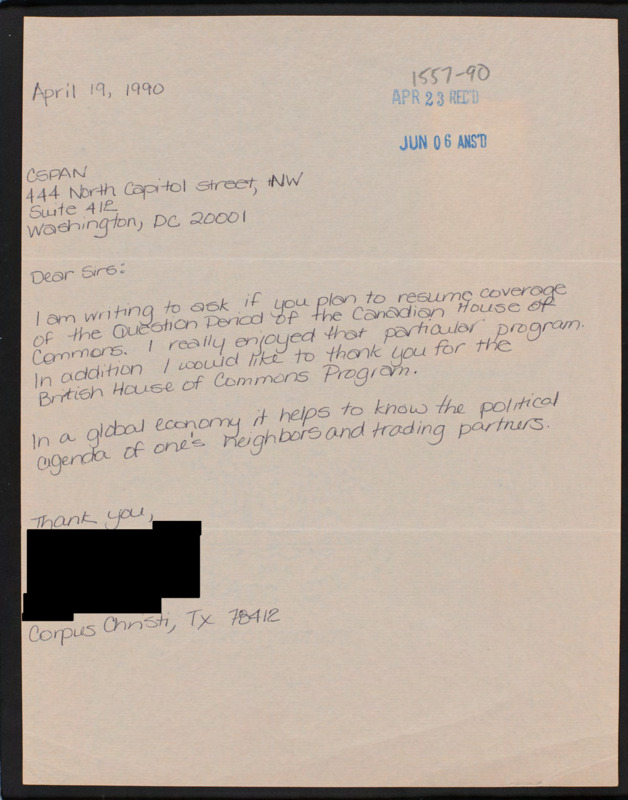 April 19, 1990
1557-90
APR 23 REC'D
JUN 06 ANS'D
CSPAN
444 North Capitol Street, NW
Suite 412
Washington, DC 20001
Dear Sirs:
I am writing to ask if you plan to resume coverage
of the Question Period of the Canadian House of
Commons. I really enjoyed that particular program.
In addition I would like to thank you for the
British House of Commons Program.
In a global economy it helps to know the political
agenda of one's neighbors and trading partners.
Thank you,
Corpus Christi, Tx 78412